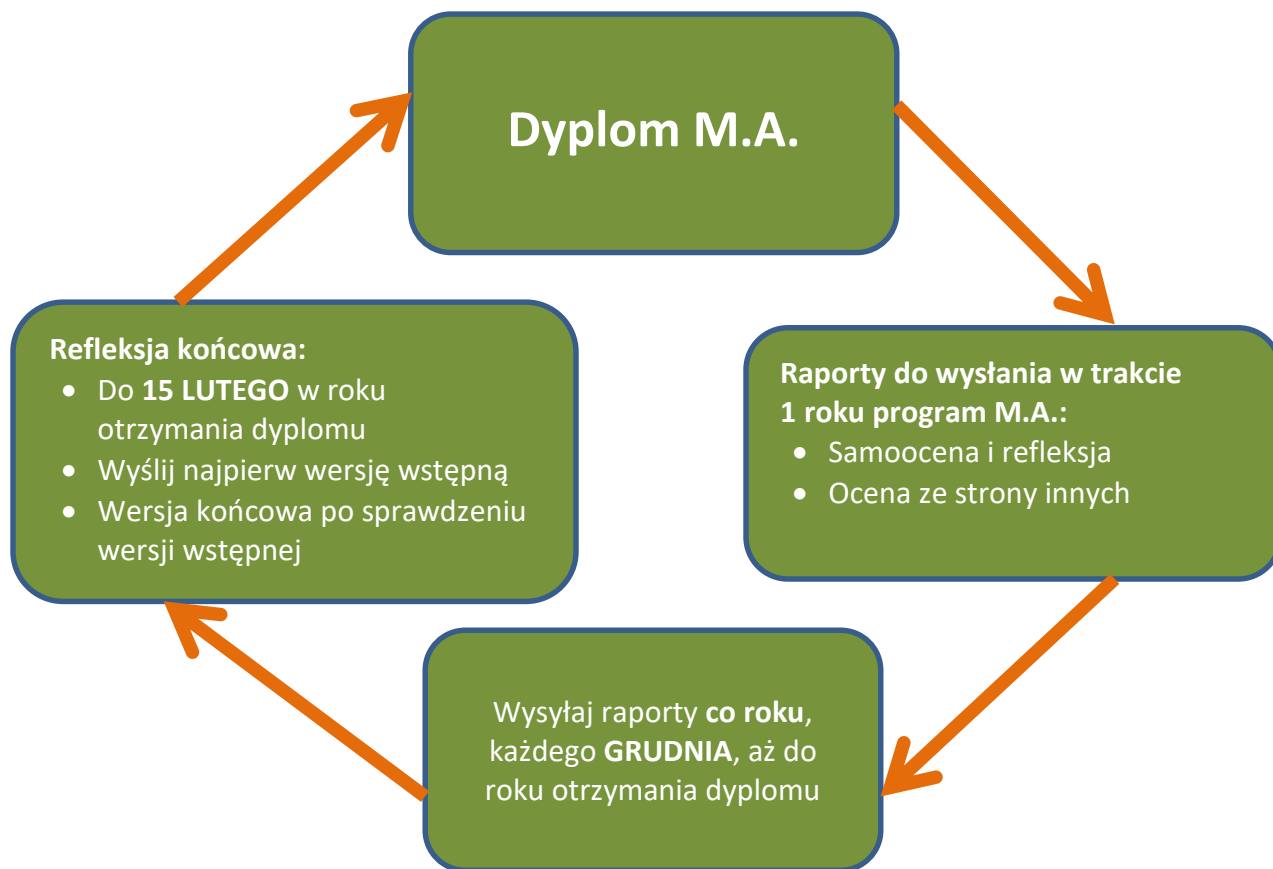 Dyplom M.A.
Refleksja końcowa:
• Do 15 LUTEGO w roku
otrzymania dyplomu
• Wyślij najpierw wersję wstępną
• Wersja końcowa po sprawdzeniu
wersji wstępnej
Raporty do wysłania w trakcie
1 roku program M.A.:
• Samoocena i refleksja
• Ocena ze strony innych
Wysyłaj raporty co roku,
każdego GRUDNIA, aż do
roku otrzymania dyplomu